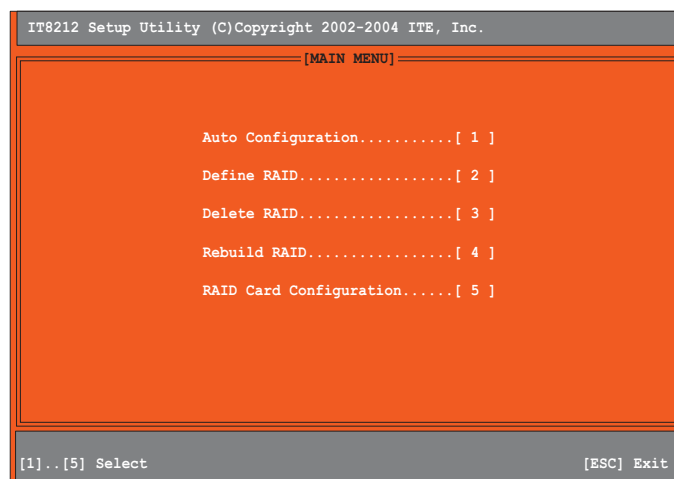 IT8212 Setup Utility (C)Copyright 2002-2004 ITE, Inc.
[MAIN MENU]
Auto Configuration...........[ 1 ]
Define RAID..................[ 2 ]
Delete RAID..................[ 3 ]
Rebuild RAID.................[ 4 ]
RAID Card Configuration......[ 5 ]
[1]..[5] Select [ESC] Exit